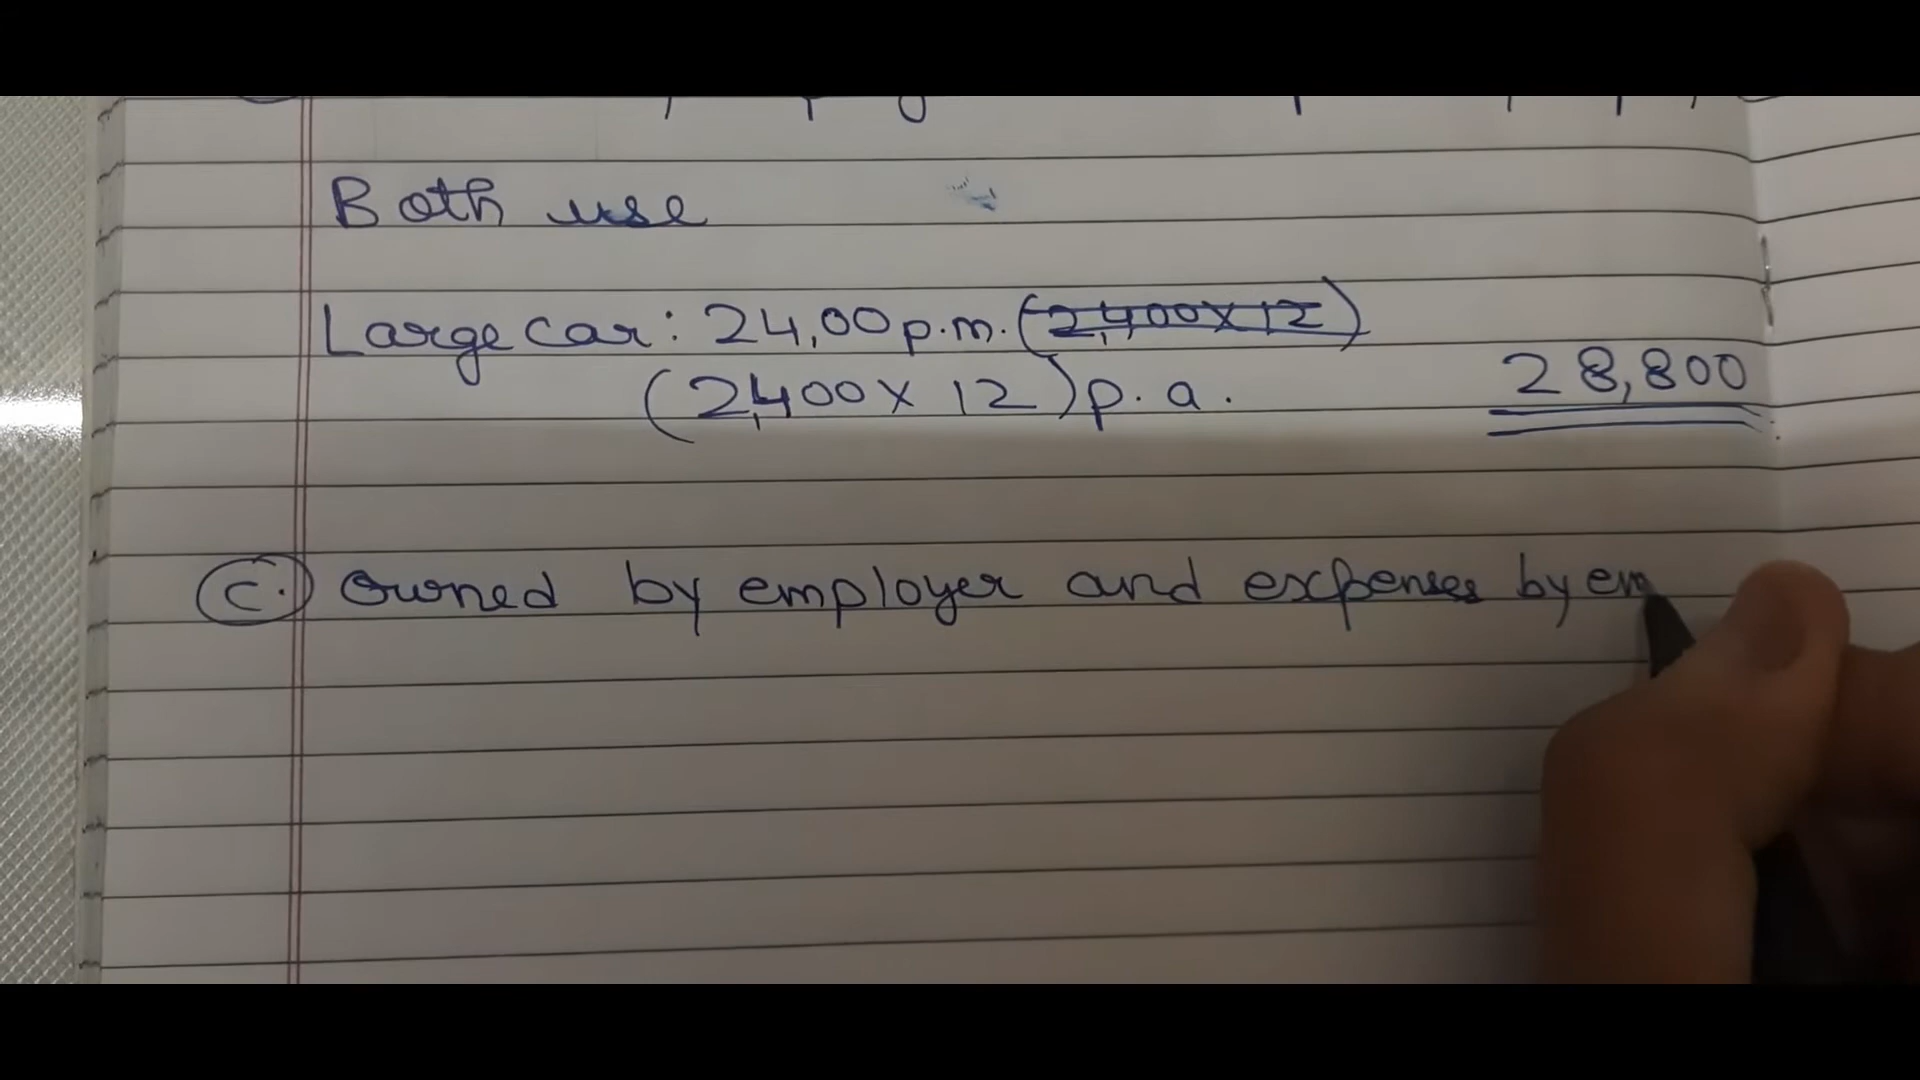 Both use
Large car: 24,00 p.m. (2,400 x 12)
(2,400 x 12) p.a. 28,800
C. Owned by employer and expenses by em